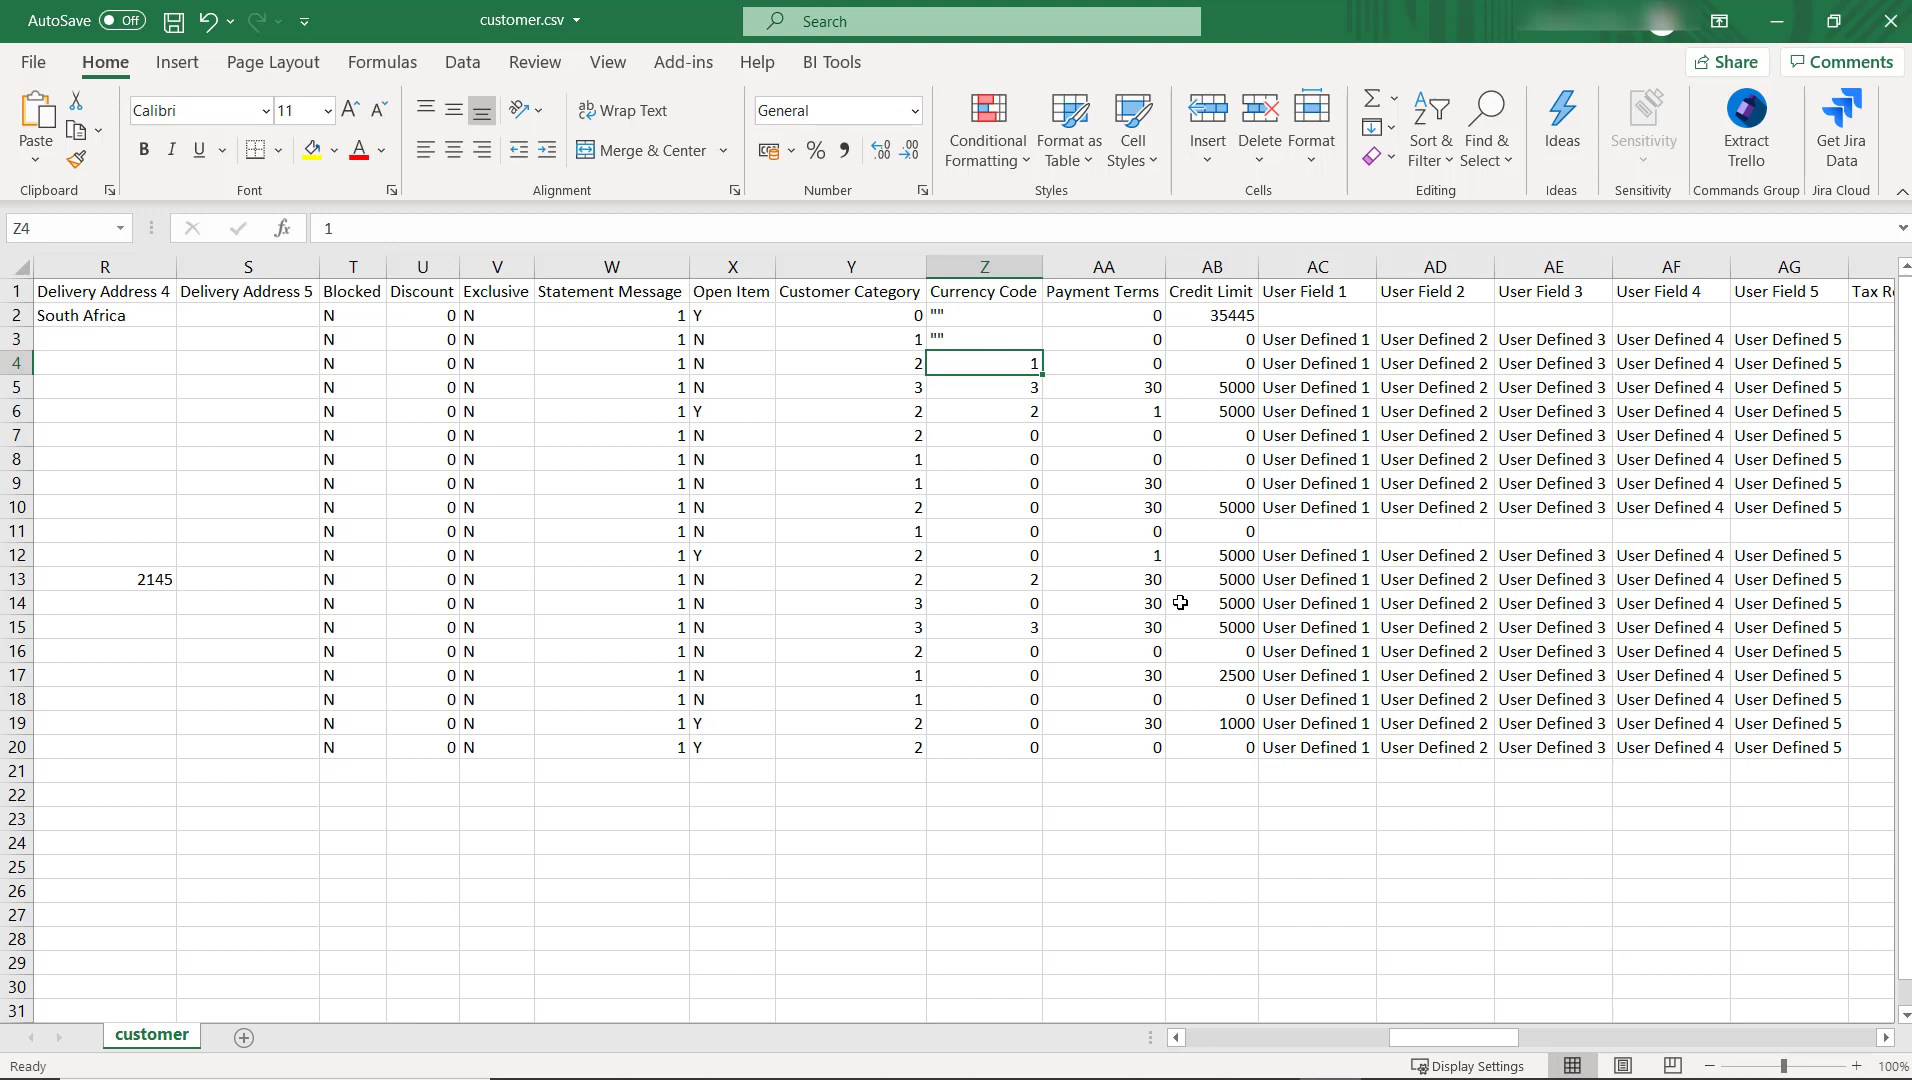 AutoSave Off customer.csv Search
File Home Insert Page Layout Formulas Data Review View Add-ins Help BI Tools Share Comments
Paste Calibri 11 ab Wrap Text General Conditional Formatting Format as Table Cell Styles Insert Delete Format Sort & Filter Find & Select Ideas Sensitivity Extract Trello Get Jira Data
B I U Merge & Center % 9
Clipboard Font Alignment Number Styles Cells Editing Ideas Sensitivity Commands Group Jira Cloud
Z4 fx 1
R S T U V W X Y Z AA AB AC AD AE AF AG
1 Delivery Address 4 Delivery Address 5 Blocked Discount Exclusive Statement Message Open Item Customer Category Currency Code Payment Terms Credit Limit User Field 1 User Field 2 User Field 3 User Field 4 User Field 5 Tax
2 South Africa N 0 N 1 Y 0 "" 0 35445
3 N 0 N 1 N 1 "" 0 0 User Defined 1 User Defined 2 User Defined 3 User Defined 4 User Defined 5
4 N 0 N 1 N 2 1 0 0 User Defined 1 User Defined 2 User Defined 3 User Defined 4 User Defined 5
5 N 0 N 1 N 3 3 30 5000 User Defined 1 User Defined 2 User Defined 3 User Defined 4 User Defined 5
6 N 0 N 1 Y 2 2 1 5000 User Defined 1 User Defined 2 User Defined 3 User Defined 4 User Defined 5
7 N 0 N 1 N 2 0 0 0 User Defined 1 User Defined 2 User Defined 3 User Defined 4 User Defined 5
8 N 0 N 1 N 1 0 0 0 User Defined 1 User Defined 2 User Defined 3 User Defined 4 User Defined 5
9 N 0 N 1 N 1 0 30 0 User Defined 1 User Defined 2 User Defined 3 User Defined 4 User Defined 5
10 N 0 N 1 N 2 0 30 5000 User Defined 1 User Defined 2 User Defined 3 User Defined 4 User Defined 5
11 N 0 N 1 N 1 0 0 0
12 N 0 N 1 Y 2 0 1 5000 User Defined 1 User Defined 2 User Defined 3 User Defined 4 User Defined 5
13 2145 N 0 N 1 N 2 2 30 5000 User Defined 1 User Defined 2 User Defined 3 User Defined 4 User Defined 5
14 N 0 N 1 N 3 0 30 5000 User Defined 1 User Defined 2 User Defined 3 User Defined 4 User Defined 5
15 N 0 N 1 N 3 3 30 5000 User Defined 1 User Defined 2 User Defined 3 User Defined 4 User Defined 5
16 N 0 N 1 N 2 0 0 0 User Defined 1 User Defined 2 User Defined 3 User Defined 4 User Defined 5
17 N 0 N 1 N 1 0 30 2500 User Defined 1 User Defined 2 User Defined 3 User Defined 4 User Defined 5
18 N 0 N 1 N 1 0 0 0 User Defined 1 User Defined 2 User Defined 3 User Defined 4 User Defined 5
19 N 0 N 1 Y 2 0 30 1000 User Defined 1 User Defined 2 User Defined 3 User Defined 4 User Defined 5
20 N 0 N 1 Y 2 0 0 0 User Defined 1 User Defined 2 User Defined 3 User Defined 4 User Defined 5
21
22
23
24
25
26
27
28
29
30
31
customer
Ready Display Settings 100%